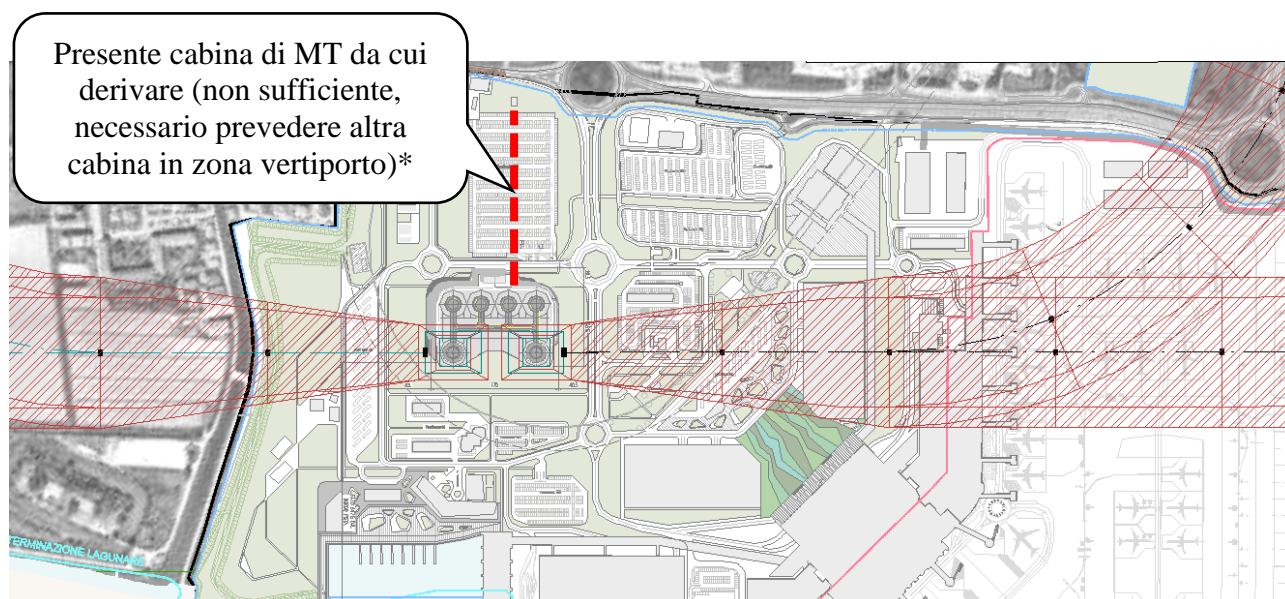 Presente cabina di MT da cui
derivare (non sufficiente,
necessario prevedere altra
cabina in zona vertiporto)*
TERMINAZIONE LAGUNARE